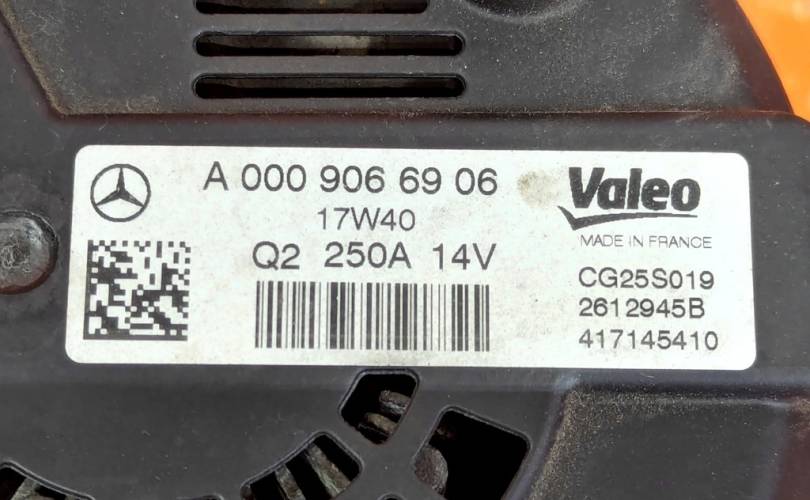 A 000 906 69 06
17W40
Q2 250A 14V
Valeo
MADE IN FRANCE
CG25S019
2612945B
417145410